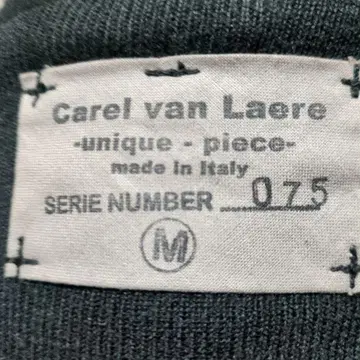 Carel van Laere
-unique - piece-
made in Italy
SERIE NUMBER 075
M